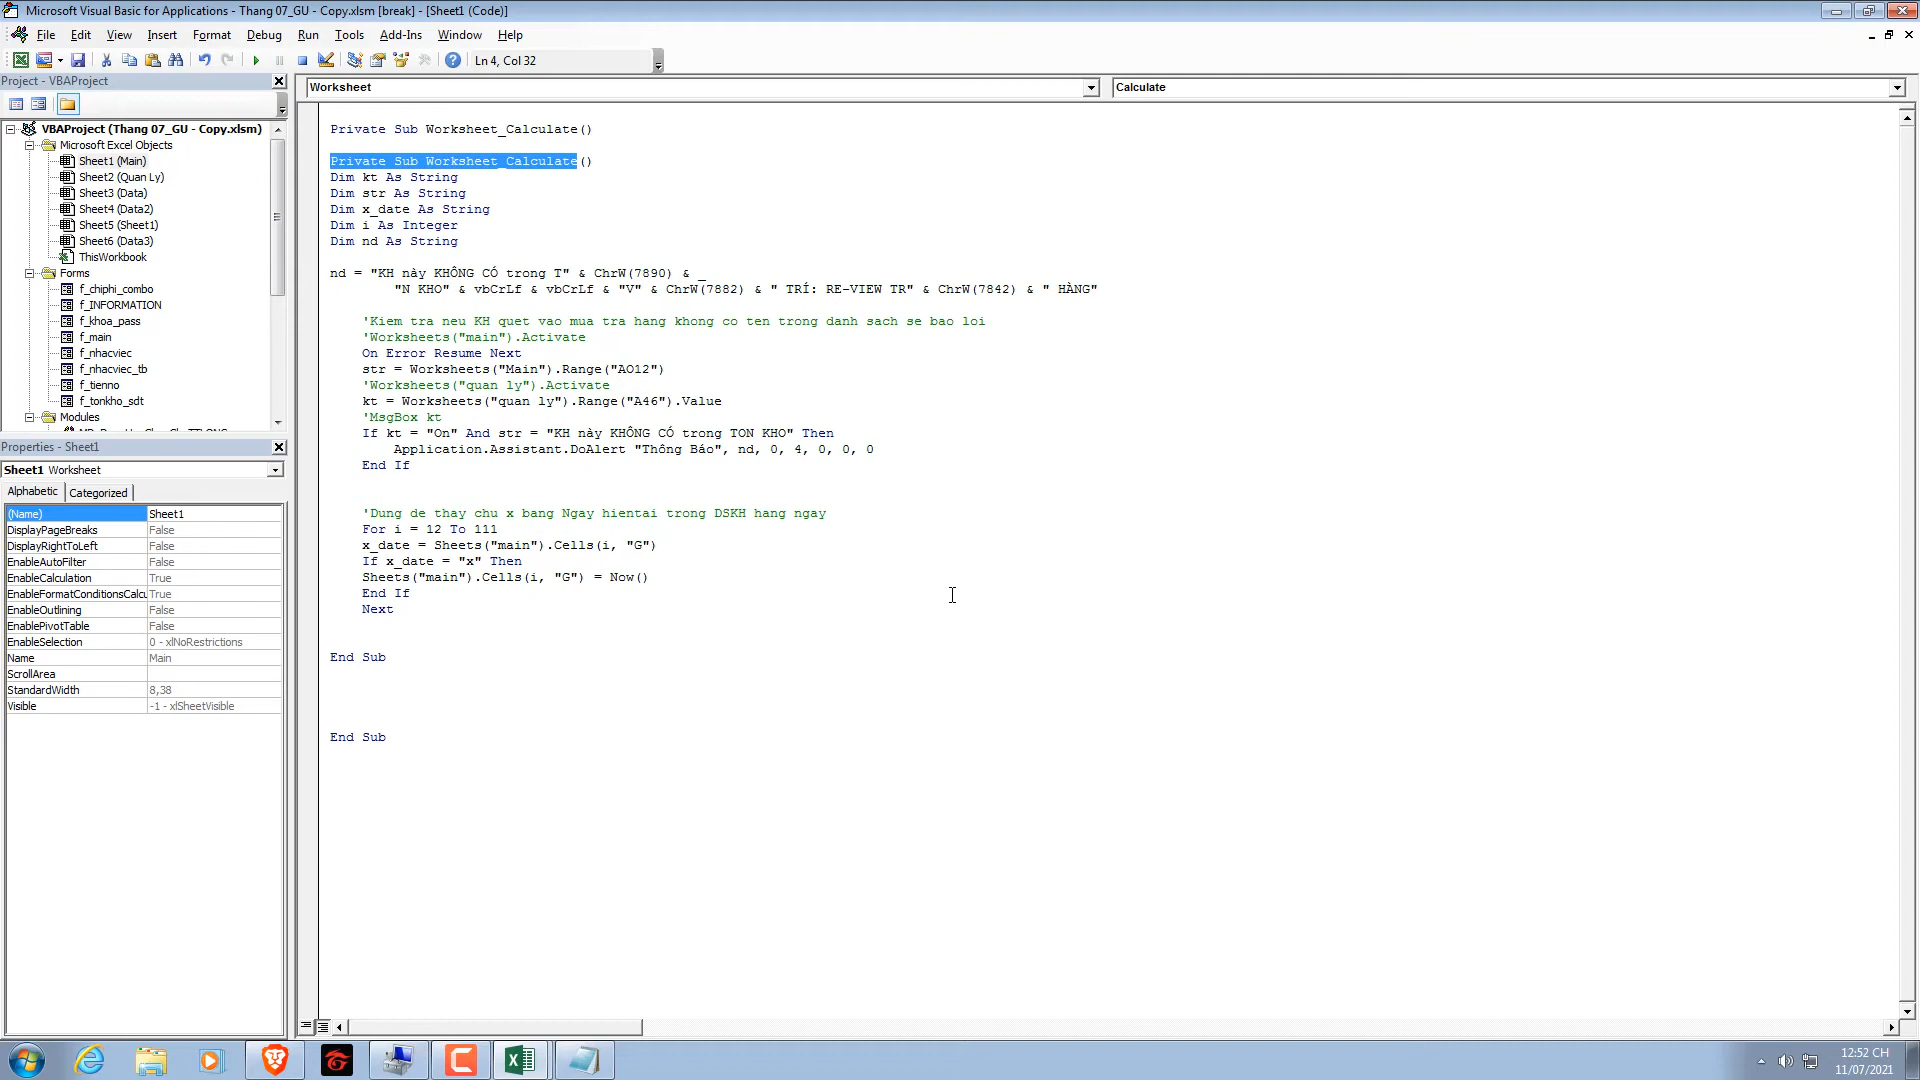 Microsoft Visual Basic for Applications - Thang 07_GU - Copy.xlsm [break] - [Sheet1 (Code)]
File Edit View Insert Format Debug Run Tools Add-Ins Window Help
Ln 4, Col 32
Project - VBAProject
Worksheet
Calculate
VBAProject (Thang 07_GU - Copy.xlsm)
Microsoft Excel Objects
Sheet1 (Main)
Sheet2 (Quan Ly)
Sheet3 (Data)
Sheet4 (Data2)
Sheet5 (Sheet1)
Sheet6 (Data3)
ThisWorkbook
Forms
f_chiphi_combo
f_INFORMATION
f_khoa_pass
f_main
f_nhacviec
f_nhacviec_tb
f_tienno
f_tonkho_sdt
Modules
Properties - Sheet1
Sheet1 Worksheet
Alphabetic Categorized
(Name) Sheet1
DisplayPageBreaks False
DisplayRightToLeft False
EnableAutoFilter False
EnableCalculation True
EnableFormatConditionsCalcu True
EnableOutlining False
EnablePivotTable False
EnableSelection 0 - xlNoRestrictions
Name Main
ScrollArea
StandardWidth 8,38
Visible -1 - xlSheetVisible
Private Sub Worksheet_Calculate()
Private Sub Worksheet_Calculate()
Dim kt As String
Dim str As String
Dim x_date As String
Dim i As Integer
Dim nd As String
nd = "KH này KHÔNG CÓ trong T" & ChrW(7890) & _
"N KHO" & vbCrLf & vbCrLf & "V" & ChrW(7882) & " TRÍ: RE-VIEW TR" & ChrW(7842) & " HÀNG"
'Kiem tra neu KH quet vao mua tra hang khong co ten trong danh sach se bao loi
'Worksheets("main").Activate
On Error Resume Next
str = Worksheets("Main").Range("AO12")
'Worksheets("quan ly").Activate
kt = Worksheets("quan ly").Range("A46").Value
'MsgBox kt
If kt = "On" And str = "KH này KHÔNG CÓ trong TON KHO" Then
Application.Assistant.DoAlert "Thông Báo", nd, 0, 4, 0, 0, 0
End If
'Dung de thay chu x bang Ngay hientai trong DSKH hang ngay
For i = 12 To 111
x_date = Sheets("main").Cells(i, "G")
If x_date = "x" Then
Sheets("main").Cells(i, "G") = Now()
End If
Next
End Sub
End Sub
12:52 CH
11/07/2021